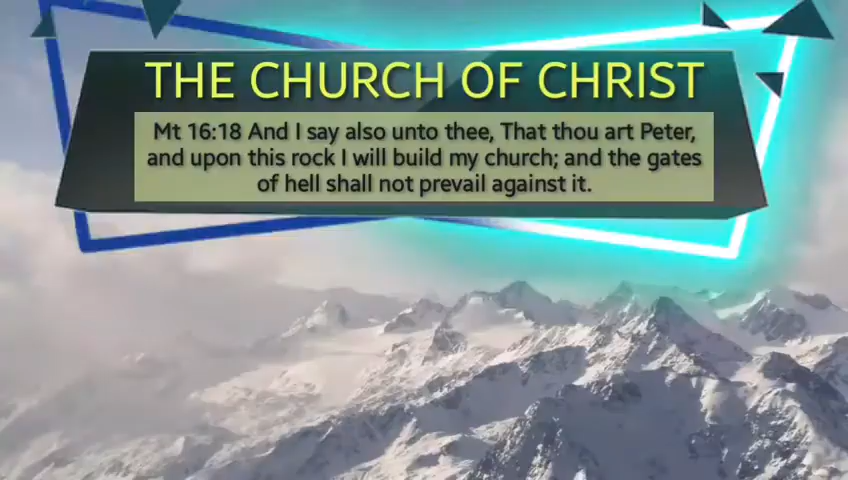 THE CHURCH OF CHRIST
Mt 16:18 And I say also unto thee, That thou art Peter,
and upon this rock I will build my church; and the gates
of hell shall not prevail against it.